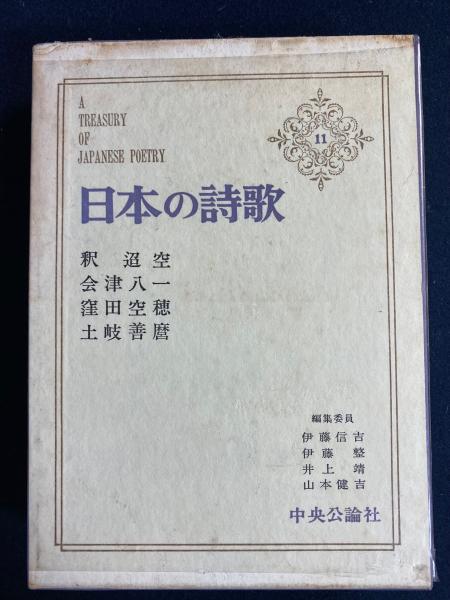 A
TREASURY
OF
JAPANESE POETRY
11
日本の詩歌
釈迢空
会津八一
窪田空穂
土岐善麿
編集委員
伊藤信吉
伊藤整
井上靖
山本健吉
中央公論社